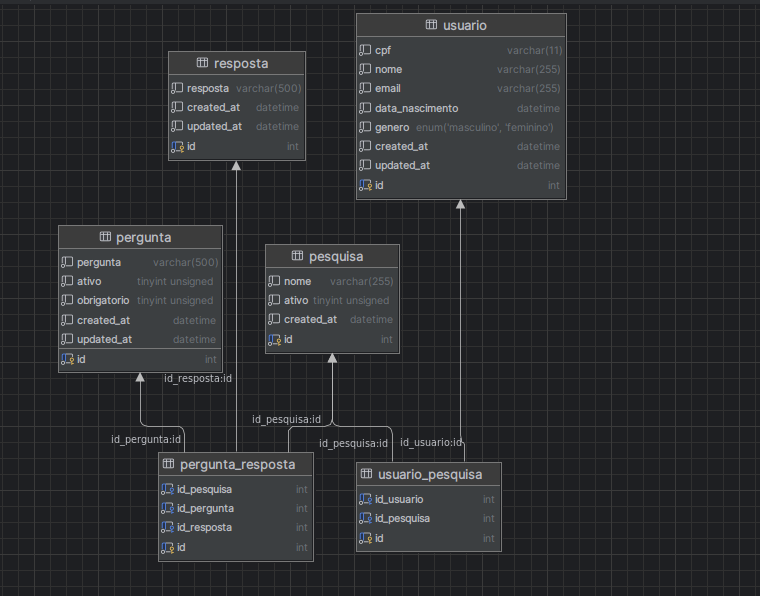 usuario
cpf varchar(11)
nome varchar(255)
email varchar(255)
data_nascimento datetime
genero enum('masculino', 'feminino')
created_at datetime
updated_at datetime
id int
resposta
resposta varchar(500)
created_at datetime
updated_at datetime
id int
pergunta
pergunta varchar(500)
ativo tinyint unsigned
obrigatorio tinyint unsigned
created_at datetime
updated_at datetime
id int
pesquisa
nome varchar(255)
ativo tinyint unsigned
created_at datetime
id int
id_resposta:id
id_pesquisa:id
id_pergunta:id
id_pesquisa:id
id_usuario:id
pergunta_resposta
id_pesquisa int
id_pergunta int
id_resposta int
id int
usuario_pesquisa
id_usuario int
id_pesquisa int
id int